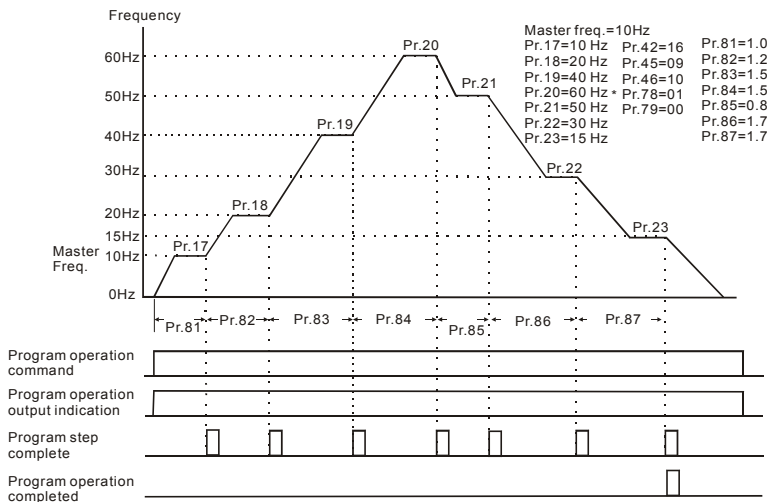 Frequency
Master freq.=10Hz
Pr.17=10 Hz
Pr.18=20 Hz
Pr.19=40 Hz
Pr.20=60 Hz *
Pr.21=50 Hz
Pr.22=30 Hz
Pr.23=15 Hz
Pr.42=16
Pr.45=09
Pr.46=10
Pr.78=01
Pr.79=00
Pr.81=1.0
Pr.82=1.2
Pr.83=1.5
Pr.84=1.5
Pr.85=0.8
Pr.86=1.7
Pr.87=1.7
60Hz
50Hz
40Hz
30Hz
20Hz
15Hz
10Hz
0Hz
Master
Freq.
Pr.17
Pr.18
Pr.19
Pr.20
Pr.21
Pr.22
Pr.23
Pr.81
Pr.82
Pr.83
Pr.84
Pr.85
Pr.86
Pr.87
Program operation
command
Program operation
output indication
Program step
complete
Program operation
completed